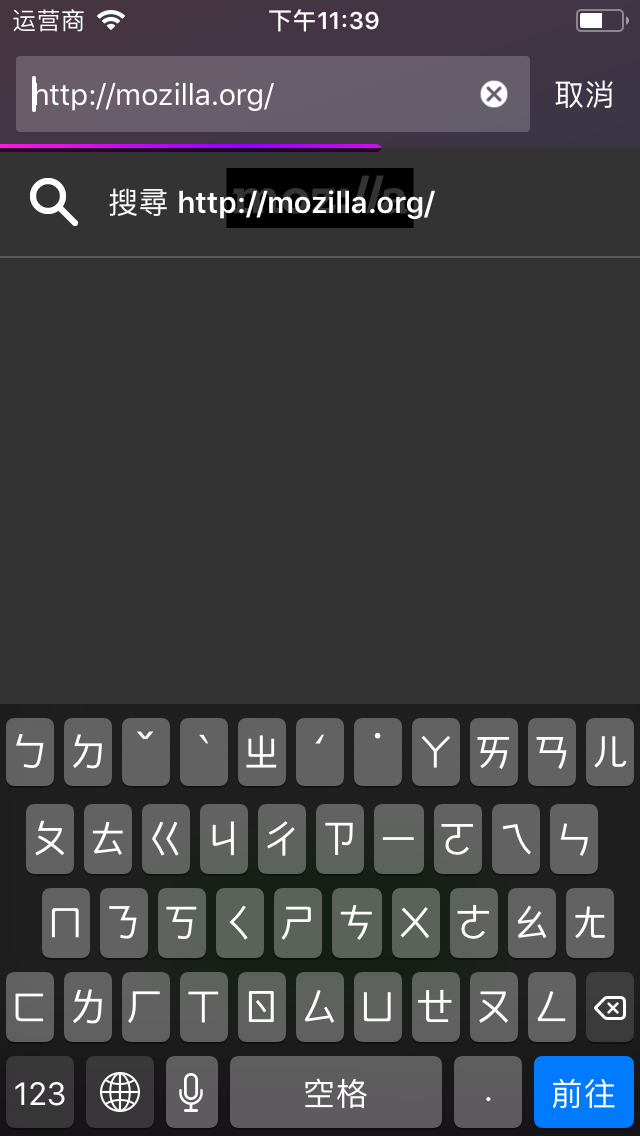 运营商 下午11:39
http://mozilla.org/ 取消
搜尋 http://mozilla.org/
mozilla
ㄅ ㄉ ˇ ˋ ㄓ ˊ ˙ ㄚ ㄞ ㄢ ㄦ
ㄆ ㄊ ㄍ ㄐ ㄔ ㄗ ㄧ ㄛ ㄟ ㄣ
ㄇ ㄋ ㄎ ㄑ ㄕ ㄘ ㄨ ㄜ ㄠ ㄤ
ㄈ ㄌ ㄏ ㄒ ㄖ ㄙ ㄩ ㄝ ㄡ ㄥ
123 空格 . 前往